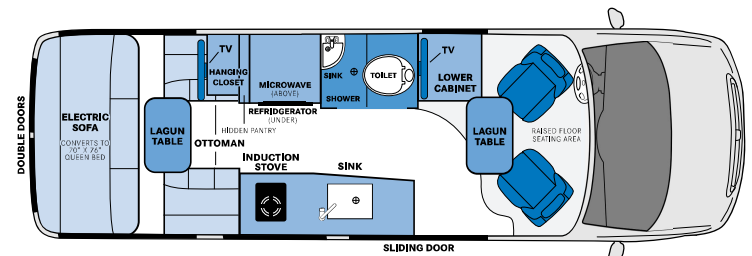 DOUBLE DOORS
ELECTRIC
SOFA
CONVERTS TO
70" X 76"
QUEEN BED
LAGUN
TABLE
TV
HANGING
CLOSET
OTTOMAN
MICROWAVE
(ABOVE)
REFRIDGERATOR
(UNDER)
HIDDEN PANTRY
INDUCTION
STOVE
SINK
SINK
TOILET
SHOWER
TV
LOWER
CABINET
LAGUN
TABLE
RAISED FLOOR
SEATING AREA
SLIDING DOOR